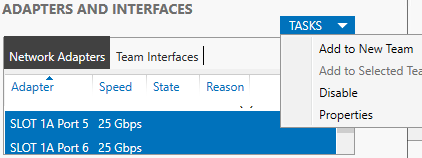 ADAPTERS AND INTERFACES
TASKS
Add to New Team
Add to Selected Tea
Disable
Properties
Network Adapters Team Interfaces
Adapter Speed State Reason
SLOT 1A Port 5 25 Gbps
SLOT 1A Port 6 25 Gbps